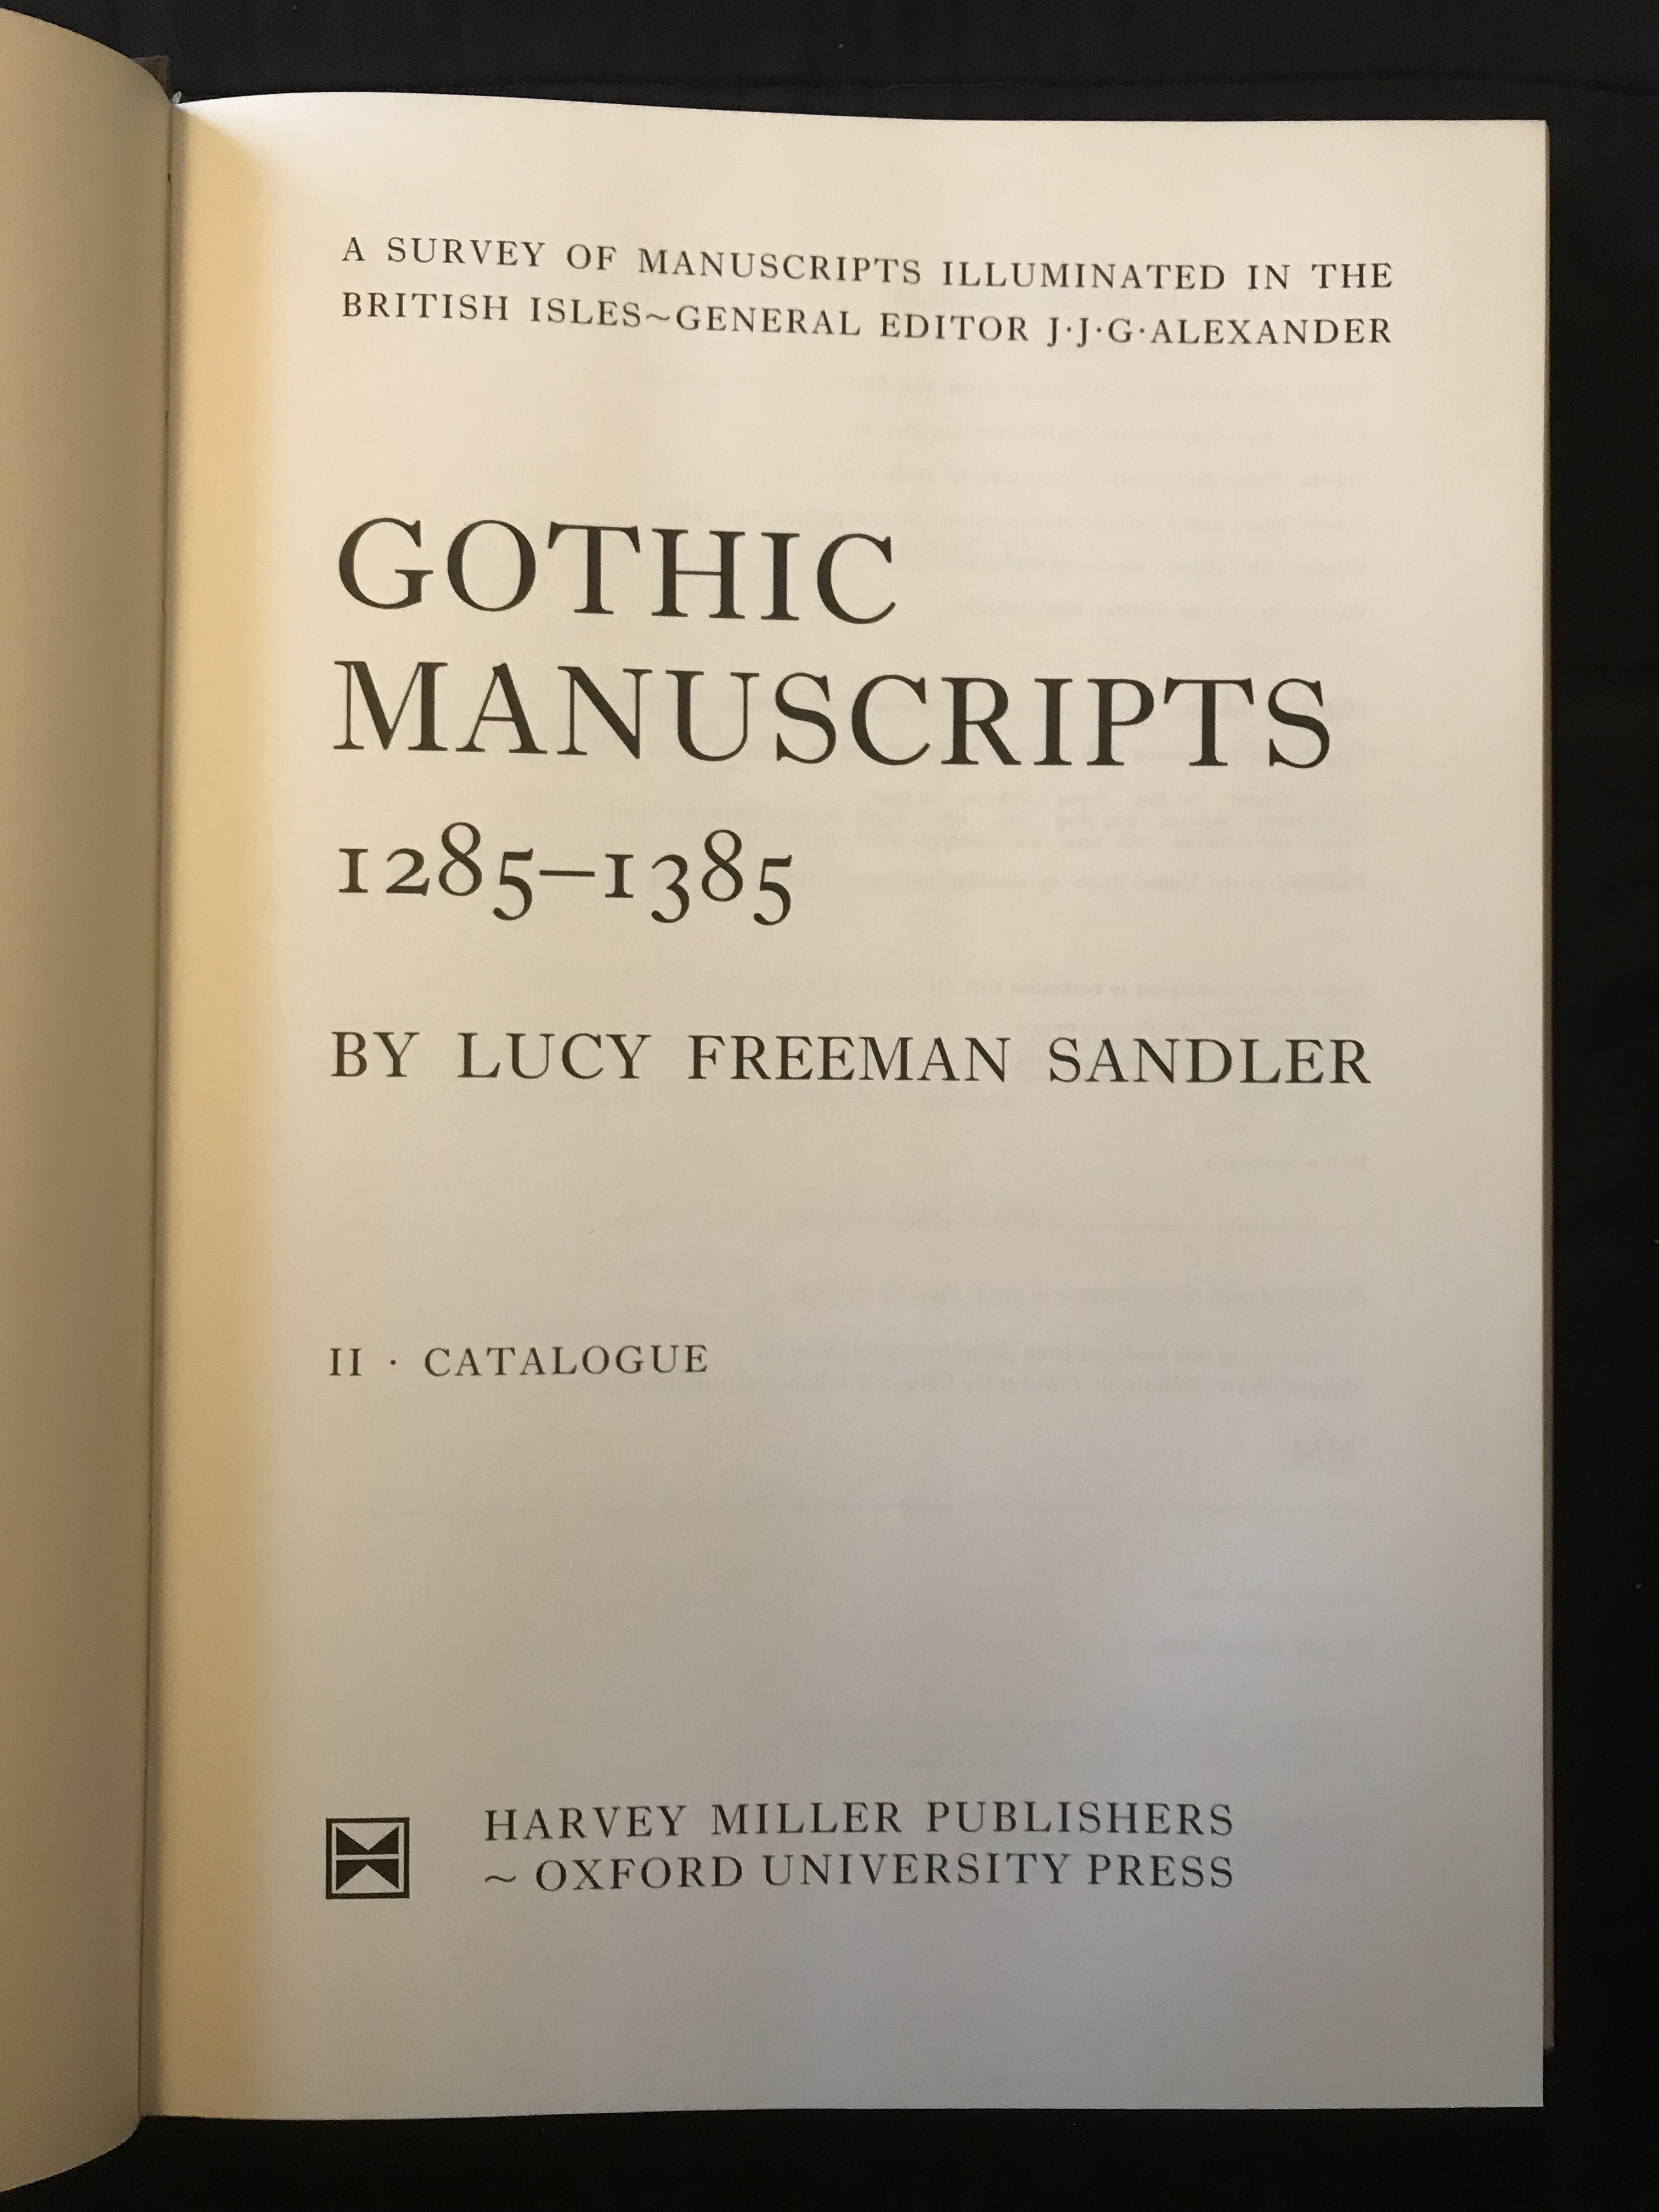 A SURVEY OF MANUSCRIPTS ILLUMINATED IN THE
BRITISH ISLES~GENERAL EDITOR J·J·G·ALEXANDER
GOTHIC
MANUSCRIPTS
1285–1385
BY LUCY FREEMAN SANDLER
II · CATALOGUE
HARVEY MILLER PUBLISHERS
~ OXFORD UNIVERSITY PRESS